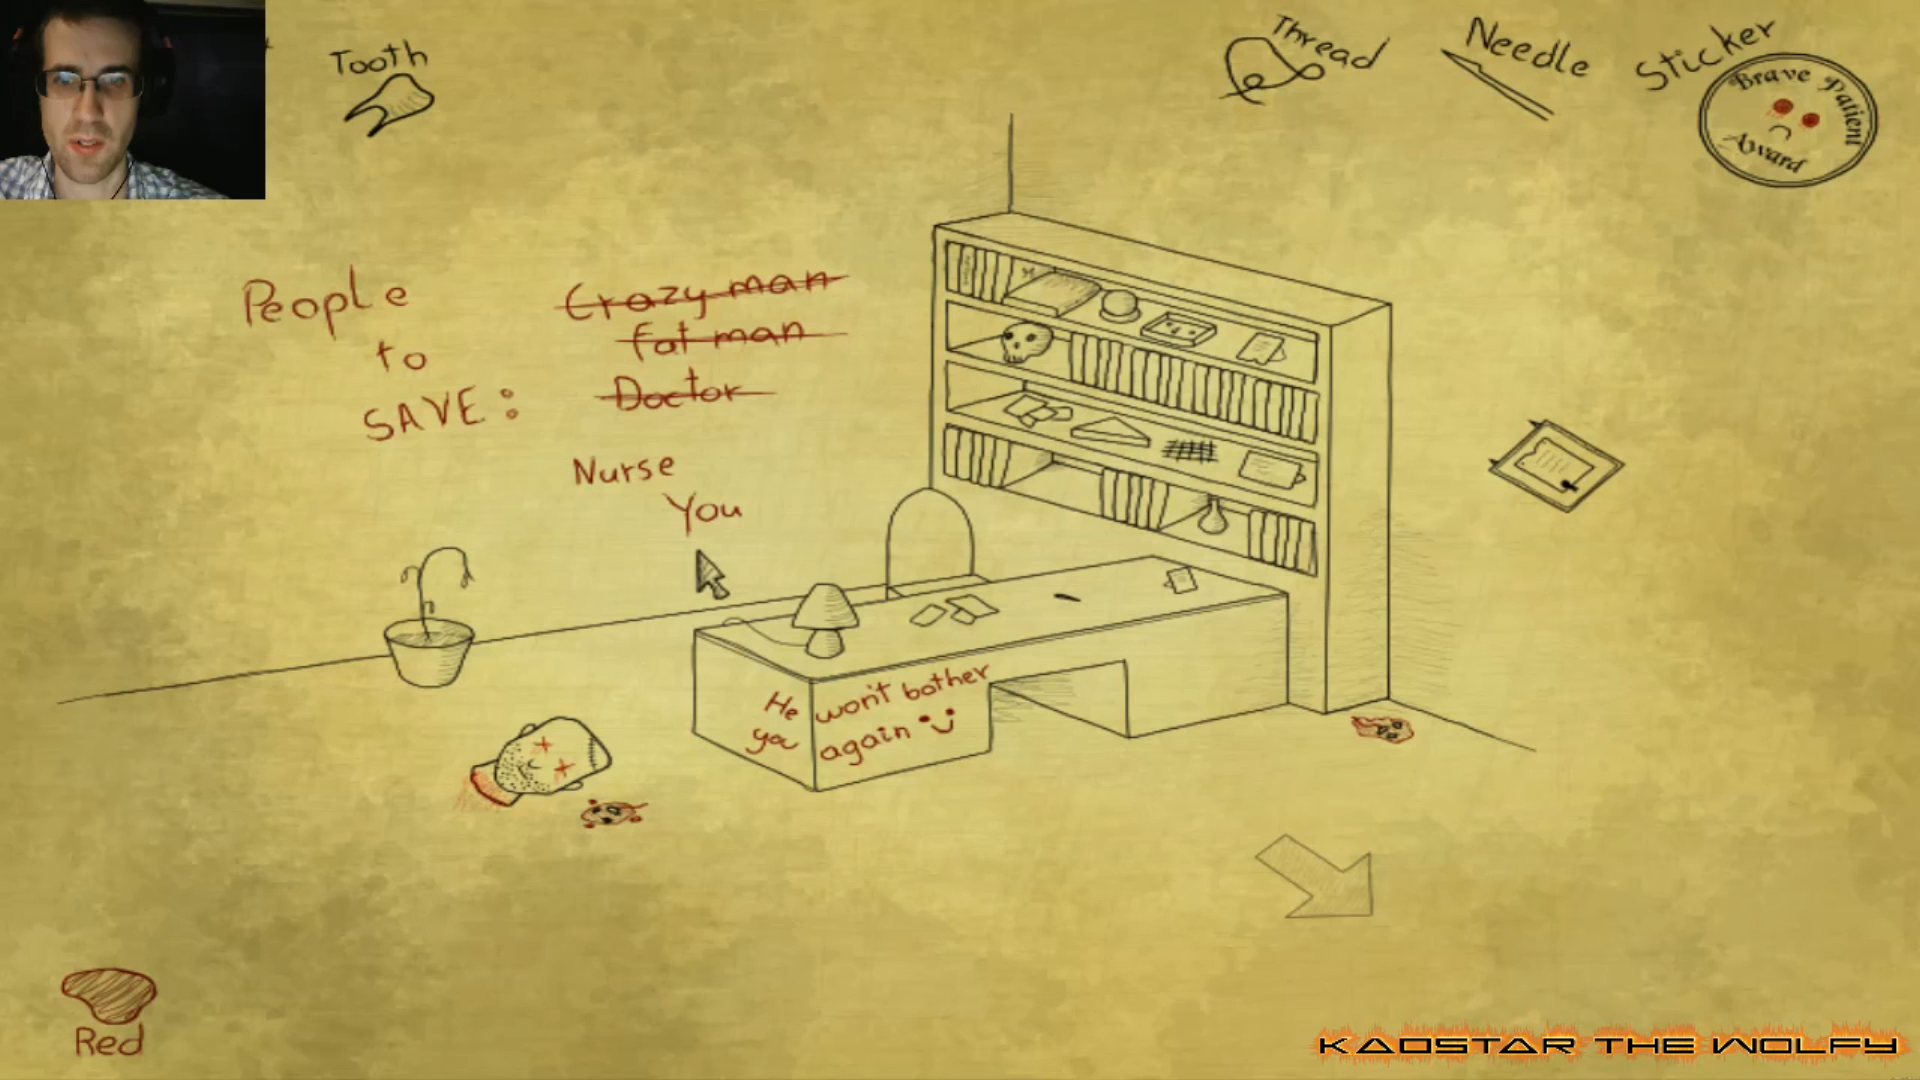 Tooth
Thread
Needle
Sticker
Brave Patient
Award
People
to
SAVE:
Crazy man
fat man
Doctor
Nurse
You
He won't bother
you again
Red
KAOSTAR THE WOLFY